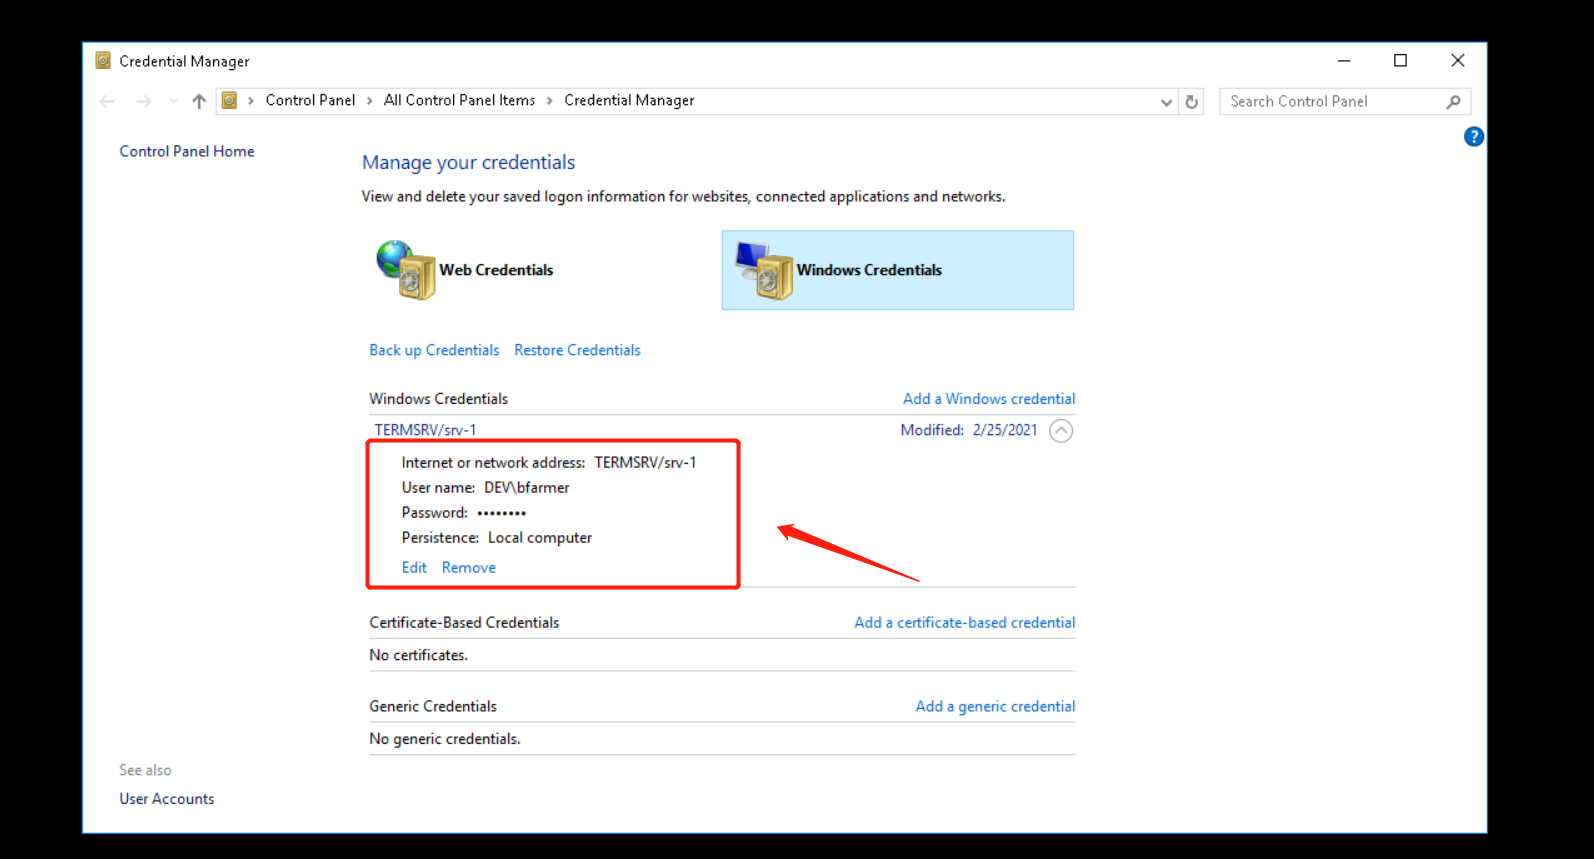 Credential Manager
Control Panel > All Control Panel Items > Credential Manager
Search Control Panel
?
Control Panel Home
Manage your credentials
View and delete your saved logon information for websites, connected applications and networks.
Web Credentials
Windows Credentials
Back up Credentials Restore Credentials
Windows Credentials Add a Windows credential
TERMSRV/srv-1 Modified: 2/25/2021
Internet or network address: TERMSRV/srv-1
User name: DEV\bfarmer
Password: ••••••••
Persistence: Local computer
Edit Remove
Certificate-Based Credentials Add a certificate-based credential
No certificates.
Generic Credentials Add a generic credential
No generic credentials.
See also
User Accounts